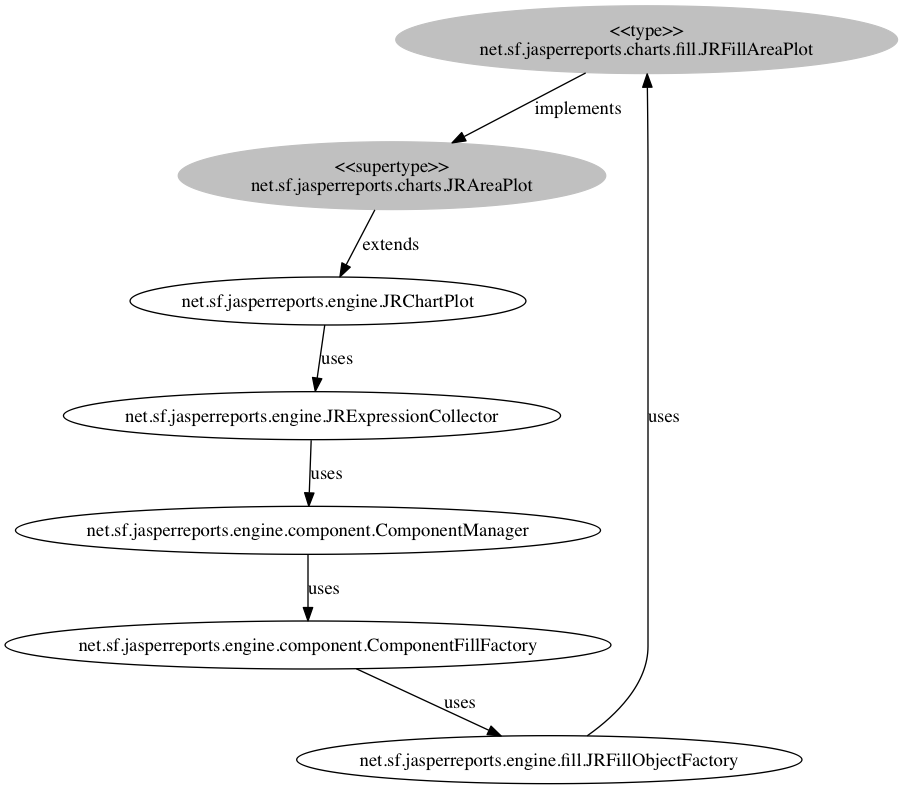 <<type>>
net.sf.jasperreports.charts.fill.JRFillAreaPlot
implements
<<supertype>>
net.sf.jasperreports.charts.JRAreaPlot
extends
net.sf.jasperreports.engine.JRChartPlot
uses
net.sf.jasperreports.engine.JRExpressionCollector
uses
uses
net.sf.jasperreports.engine.component.ComponentManager
uses
net.sf.jasperreports.engine.component.ComponentFillFactory
uses
net.sf.jasperreports.engine.fill.JRFillObjectFactory